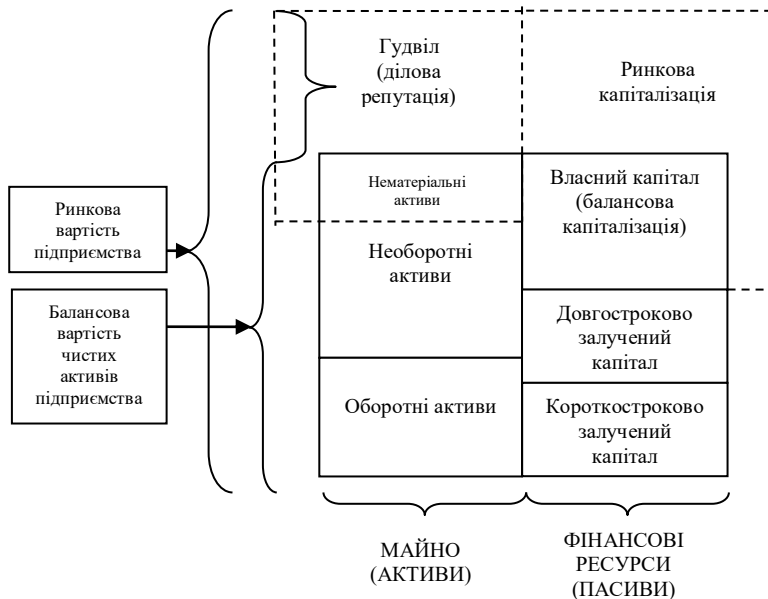 Гудвіл
(ділова
репутація)
Ринкова
капіталізація
Нематеріальні
активи
Власний капітал
(балансова
капіталізація)
Ринкова
вартість
підприємства
Необоротні
активи
Балансова
вартість
чистих
активів
підприємства
Довгостроково
залучений
капітал
Оборотні активи
Короткостроково
залучений
капітал
МАЙНО
(АКТИВИ)
ФІНАНСОВІ
РЕСУРСИ
(ПАСИВИ)